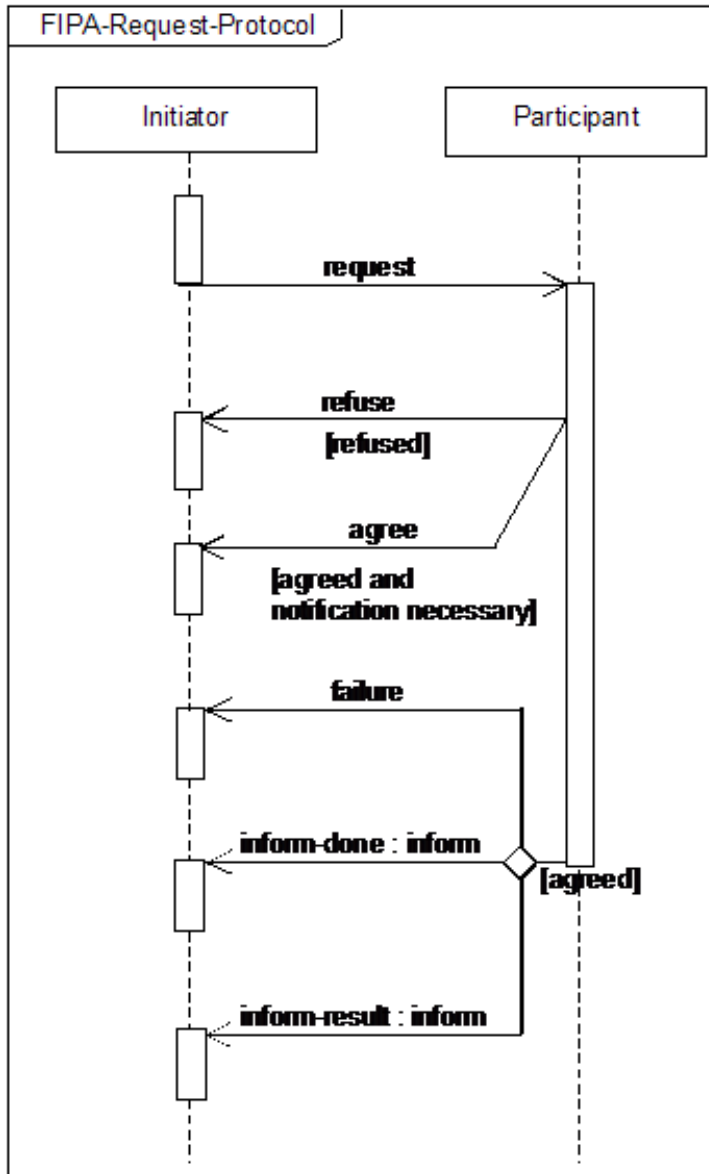 FIPA-Request-Protocol
Initiator
Participant
request
refuse
[refused]
agree
[agreed and
notification necessary]
failure
inform-done : inform
[agreed]
inform-result : inform